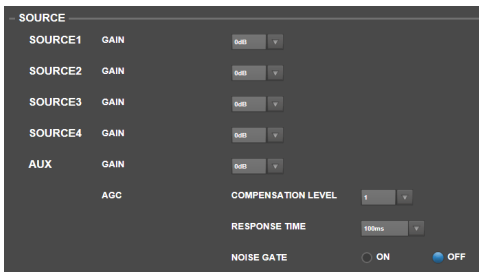 SOURCE
SOURCE1 GAIN 0dB
SOURCE2 GAIN 0dB
SOURCE3 GAIN 0dB
SOURCE4 GAIN 0dB
AUX GAIN 0dB
AGC COMPENSATION LEVEL 1
RESPONSE TIME 100ms
NOISE GATE ON OFF